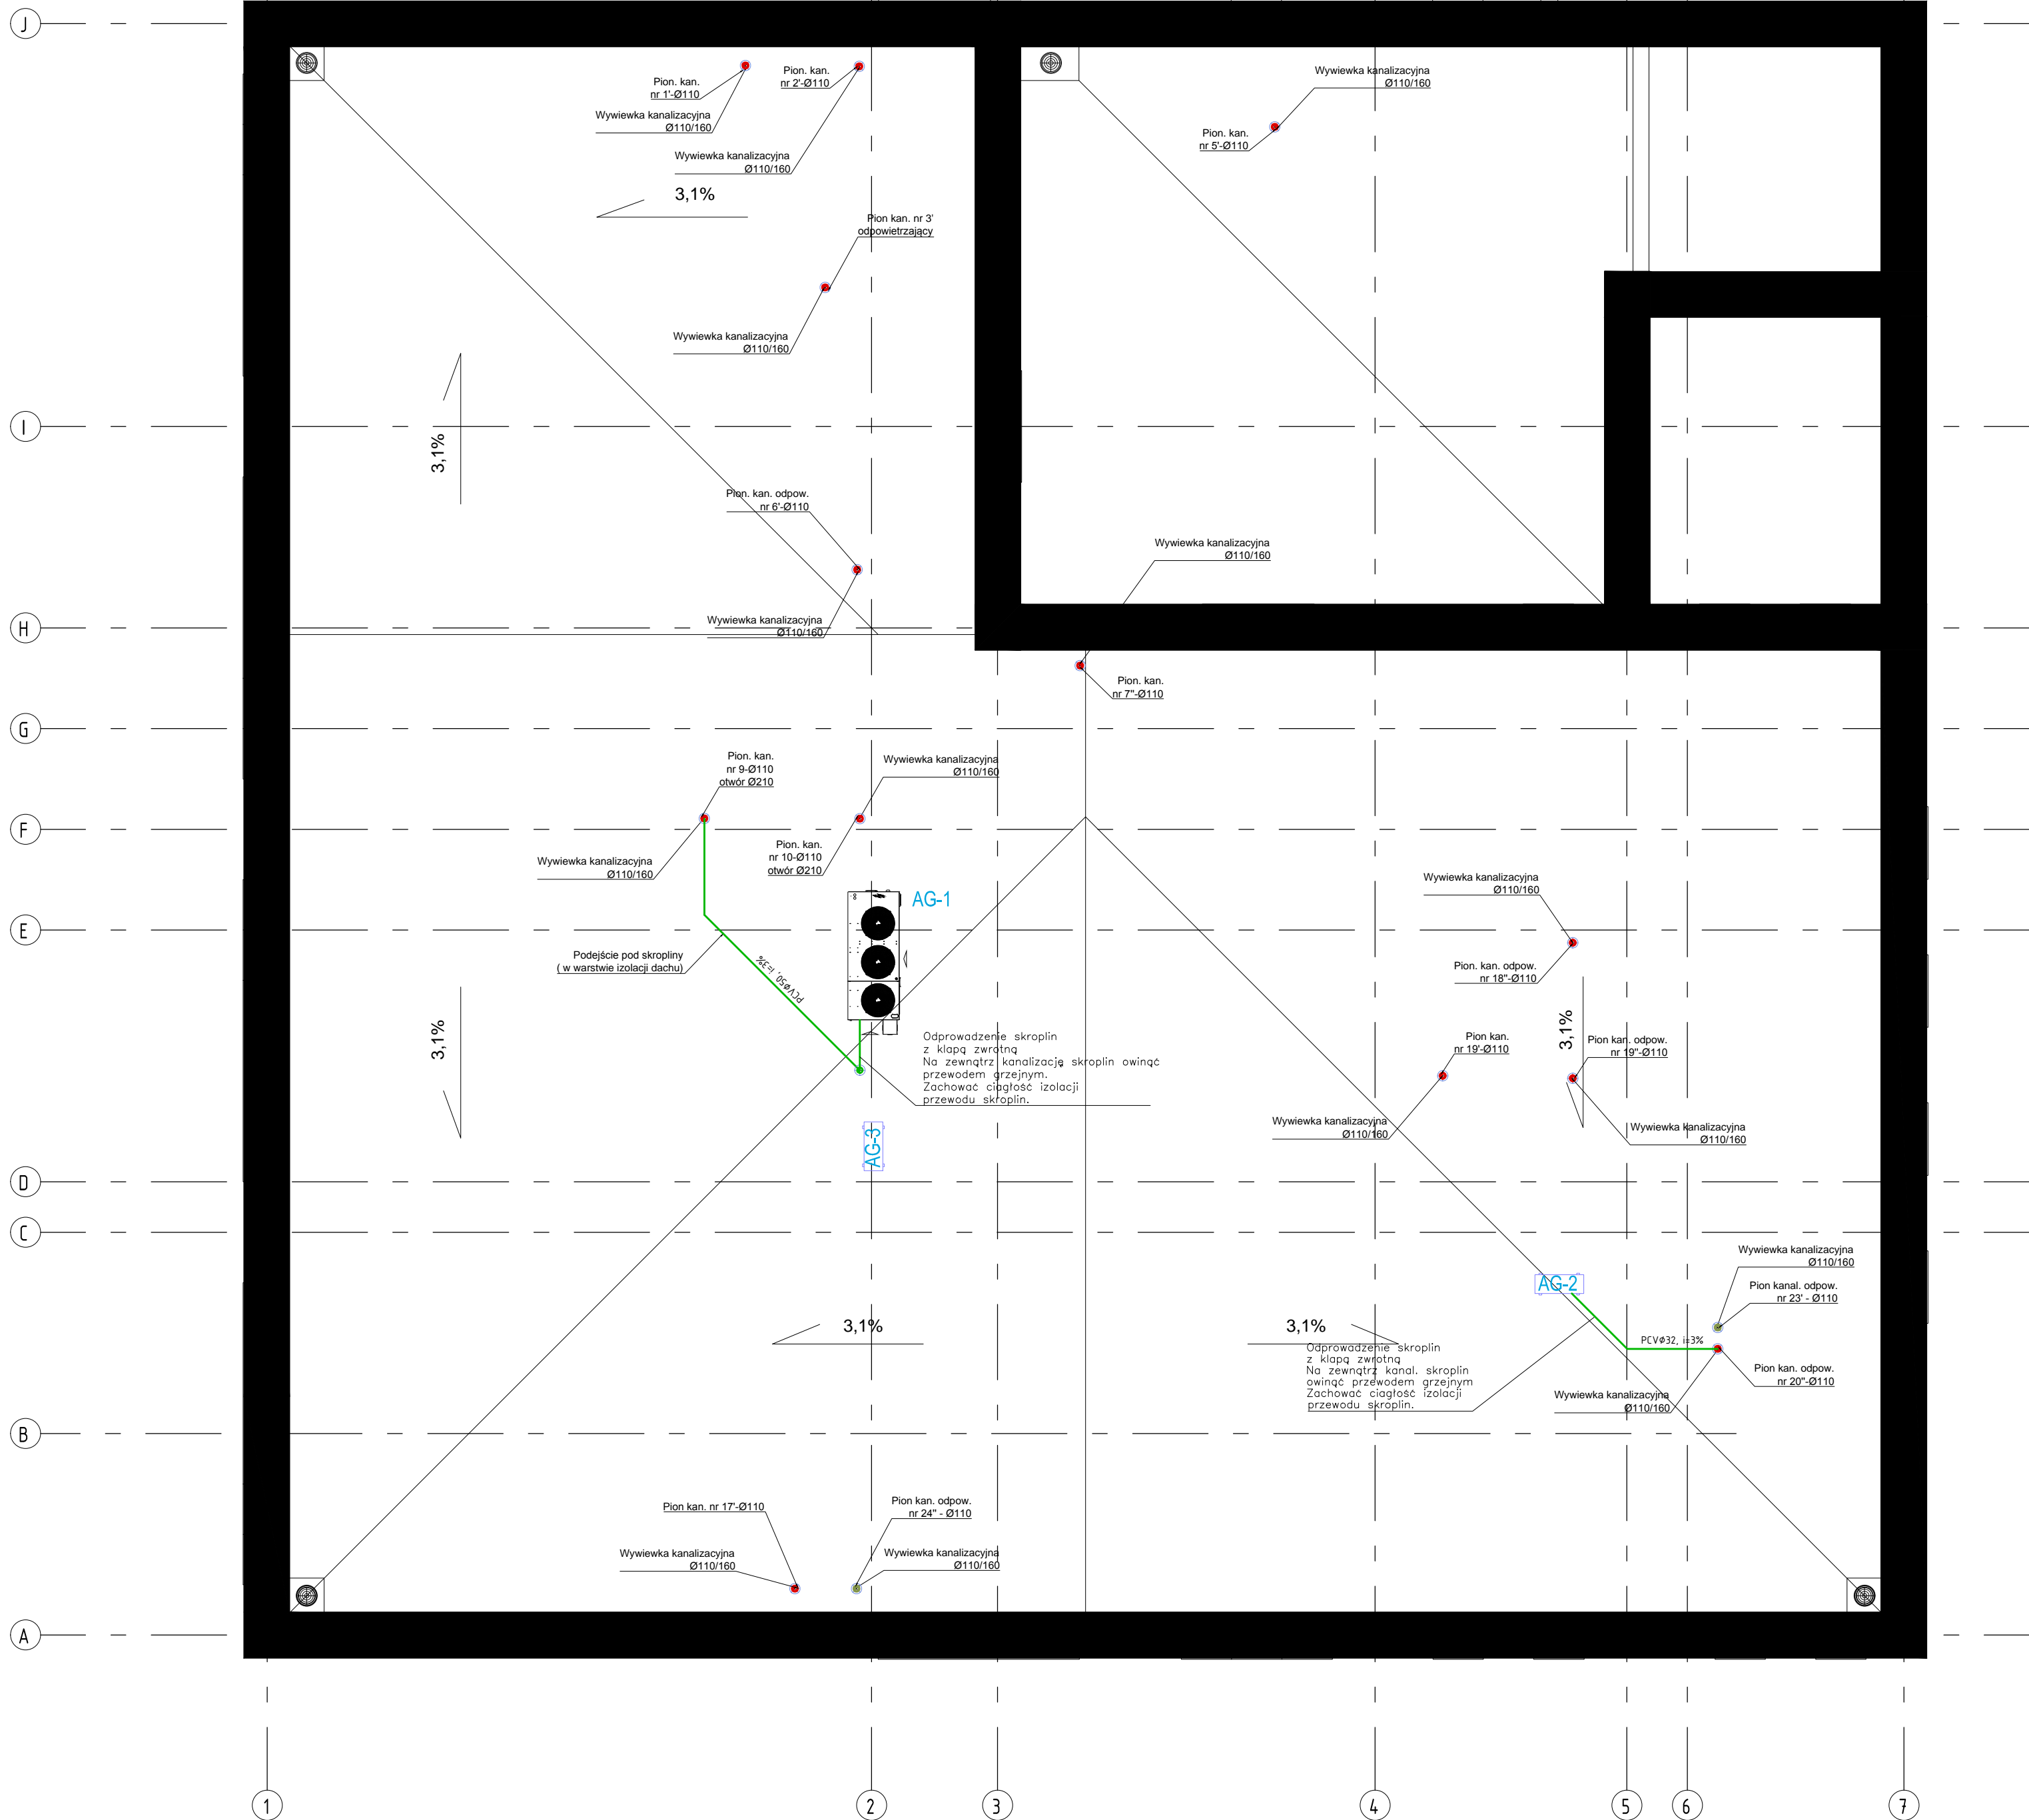 J
Pion. kan.
nr 1'-Ø110
Pion. kan.
nr 2'-Ø110
Wywiewka kanalizacyjna
Ø110/160
Wywiewka kanalizacyjna
Ø110/160
Wywiewka kanalizacyjna
Ø110/160
Pion. kan.
nr 5'-Ø110
3,1%
Pion kan. nr 3'
odpowietrzający
Wywiewka kanalizacyjna
Ø110/160
I
3,1%
Pion. kan. odpow.
nr 6'-Ø110
Wywiewka kanalizacyjna
Ø110/160
Wywiewka kanalizacyjna
Ø110/160
H
Pion. kan.
nr 7"-Ø110
G
Pion. kan.
nr 9-Ø110
otwór Ø210
Wywiewka kanalizacyjna
Ø110/160
F
Pion. kan.
nr 10-Ø110
otwór Ø210
Wywiewka kanalizacyjna
Ø110/160
AG-1
Wywiewka kanalizacyjna
Ø110/160
E
Podejście pod skropliny
( w warstwie izolacji dachu)
PCVØ50, i=3%
Pion. kan. odpow.
nr 18"-Ø110
3,1%
Odprowadzenie skroplin
z klapą zwrotną
Na zewnątrz kanalizację skroplin owinąć
przewodem grzejnym.
Zachować ciągłość izolacji
przewodu skroplin.
Pion kan.
nr 19'-Ø110
3,1%
Pion kan. odpow.
nr 19"-Ø110
Wywiewka kanalizacyjna
Ø110/160
Wywiewka kanalizacyjna
Ø110/160
AG-3
D
C
Wywiewka kanalizacyjna
Ø110/160
AG-2
Pion kanal. odpow.
nr 23' - Ø110
3,1%
3,1%
PCVØ32, i=3%
Odprowadzenie skroplin
z klapą zwrotną
Na zewnątrz kanal. skroplin
owinąć przewodem grzejnym
Zachować ciągłość izolacji
przewodu skroplin.
Pion kan. odpow.
nr 20"-Ø110
Wywiewka kanalizacyjna
Ø110/160
B
Pion kan. nr 17'-Ø110
Pion kan. odpow.
nr 24" - Ø110
Wywiewka kanalizacyjna
Ø110/160
Wywiewka kanalizacyjna
Ø110/160
A
1
2
3
4
5
6
7